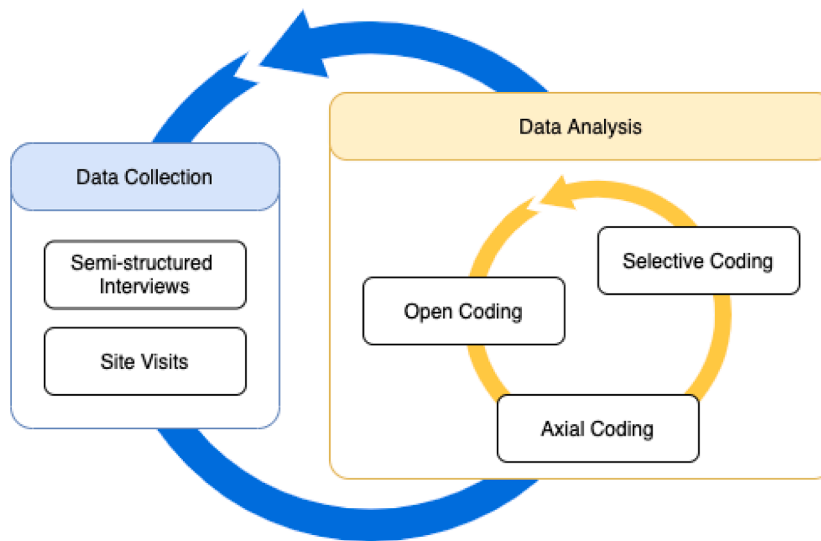 Data Collection
Semi-structured
Interviews
Site Visits
Data Analysis
Selective Coding
Open Coding
Axial Coding